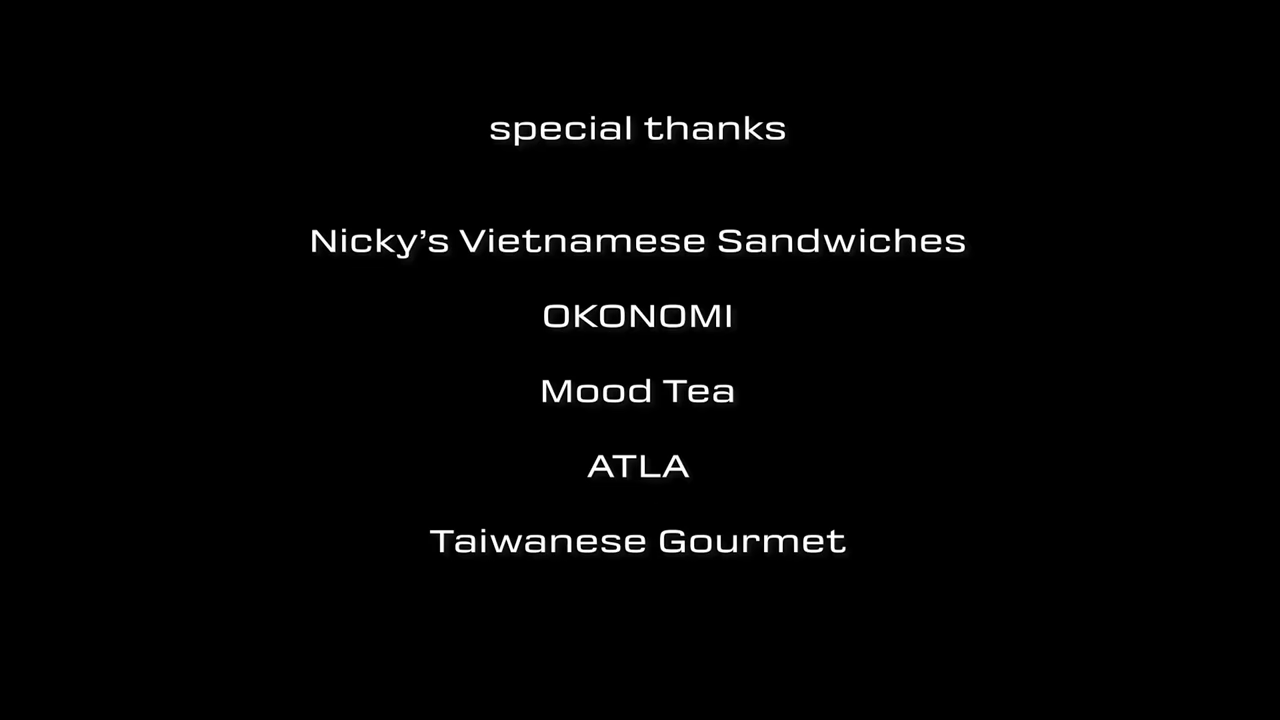 special thanks
Nicky’s Vietnamese Sandwiches
OKONOMI
Mood Tea
ATLA
Taiwanese Gourmet